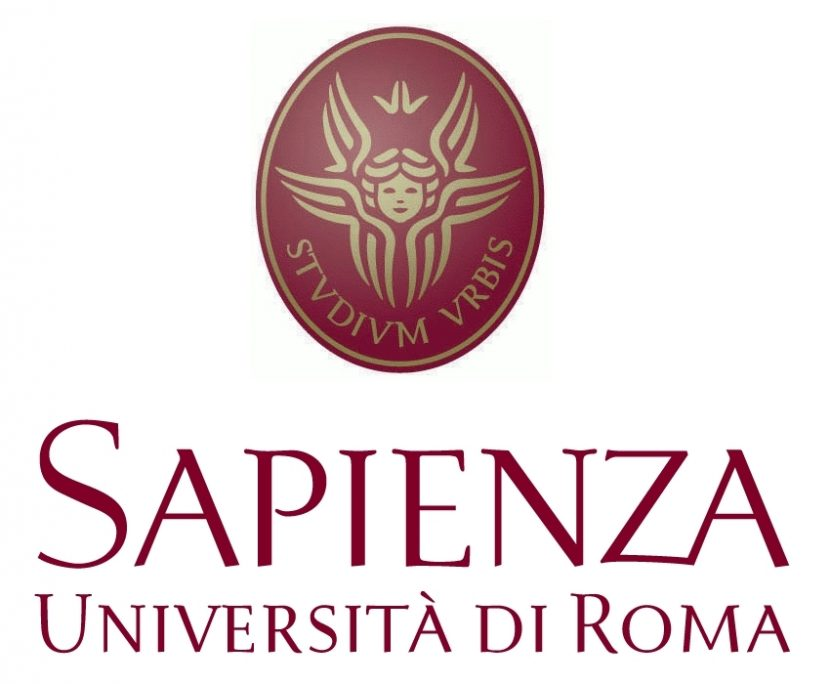 STVDIVM VRBIS
SAPIENZA
UNIVERSITÀ DI ROMA